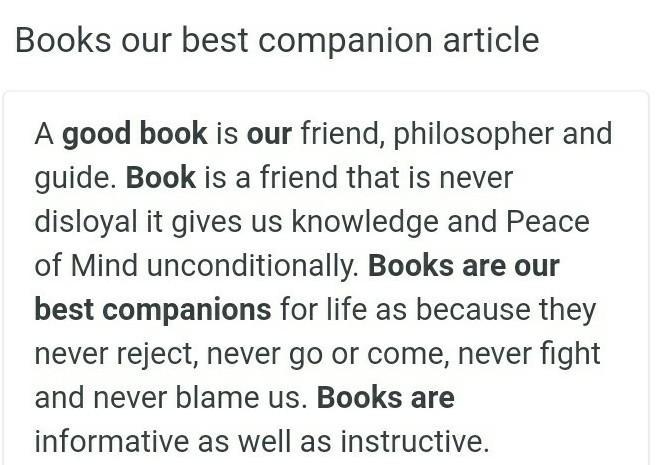 Books our best companion article
A good book is our friend, philosopher and
guide. Book is a friend that is never
disloyal it gives us knowledge and Peace
of Mind unconditionally. Books are our
best companions for life as because they
never reject, never go or come, never fight
and never blame us. Books are
informative as well as instructive.